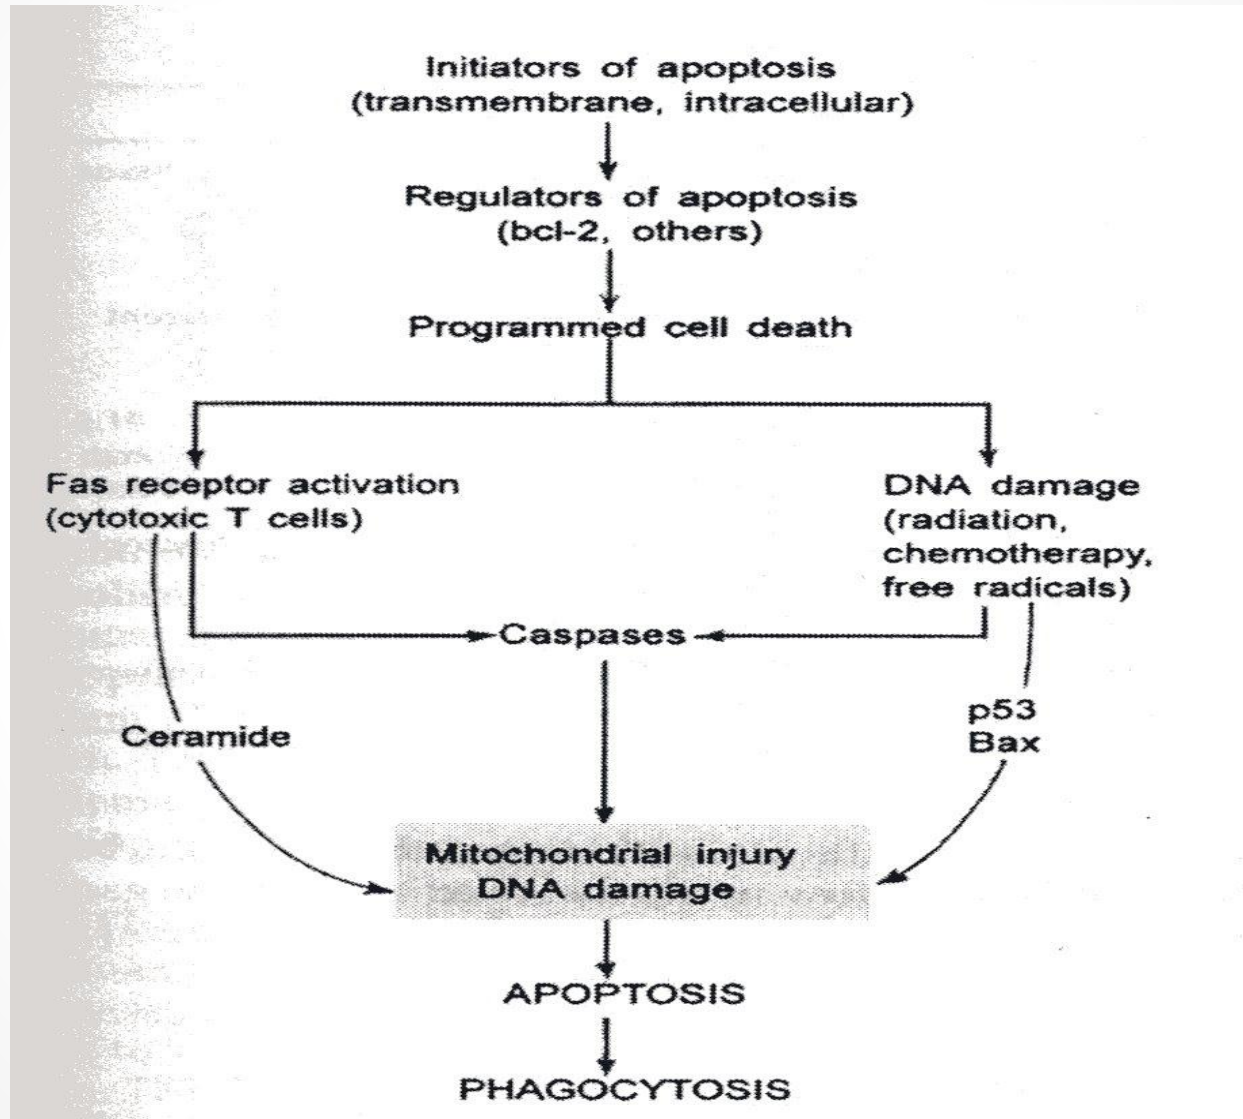 Initiators of apoptosis
(transmembrane, intracellular)
Regulators of apoptosis
(bcl-2, others)
Programmed cell death
Fas receptor activation
(cytotoxic T cells)
DNA damage
(radiation,
chemotherapy,
free radicals)
Caspases
Ceramide
p53
Bax
Mitochondrial injury
DNA damage
APOPTOSIS
PHAGOCYTOSIS